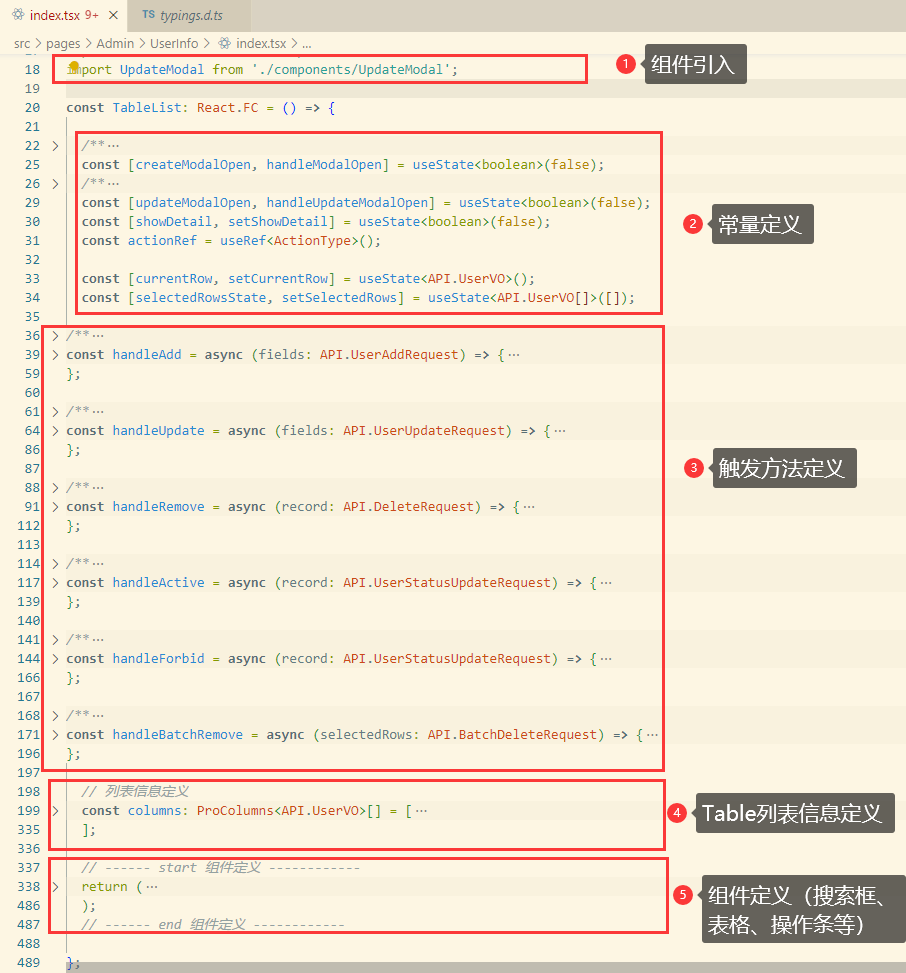 index.tsx 9+ ×
TS typings.d.ts
src > pages > Admin > UserInfo > index.tsx > ...
18 import UpdateModal from './components/UpdateModal';
1 组件引入
19
20 const TableList: React.FC = () => {
21
22 > /**…
25 const [createModalOpen, handleModalOpen] = useState<boolean>(false);
26 > /**…
29 const [updateModalOpen, handleUpdateModalOpen] = useState<boolean>(false);
30 const [showDetail, setShowDetail] = useState<boolean>(false);
2 常量定义
31 const actionRef = useRef<ActionType>();
32
33 const [currentRow, setCurrentRow] = useState<API.UserVO>();
34 const [selectedRowsState, setSelectedRows] = useState<API.UserVO[]>([]);
35
36 > /**…
39 > const handleAdd = async (fields: API.UserAddRequest) => {…
59 };
60
61 > /**…
64 > const handleUpdate = async (fields: API.UserUpdateRequest) => {…
86 };
87
3 触发方法定义
88 > /**…
91 > const handleRemove = async (record: API.DeleteRequest) => {…
112 };
113
114 > /**…
117 > const handleActive = async (record: API.UserStatusUpdateRequest) => {…
139 };
140
141 > /**…
144 > const handleForbid = async (record: API.UserStatusUpdateRequest) => {…
166 };
167
168 > /**…
171 > const handleBatchRemove = async (selectedRows: API.BatchDeleteRequest) => {…
196 };
197
198 // 列表信息定义
199 > const columns: ProColumns<API.UserVO>[] = […
4 Table列表信息定义
335 ];
336
337 // ------ start 组件定义 ------------
338 > return (…
5 组件定义（搜索框、
表格、操作条等）
486 );
487 // ------ end 组件定义 ------------
488
489 };